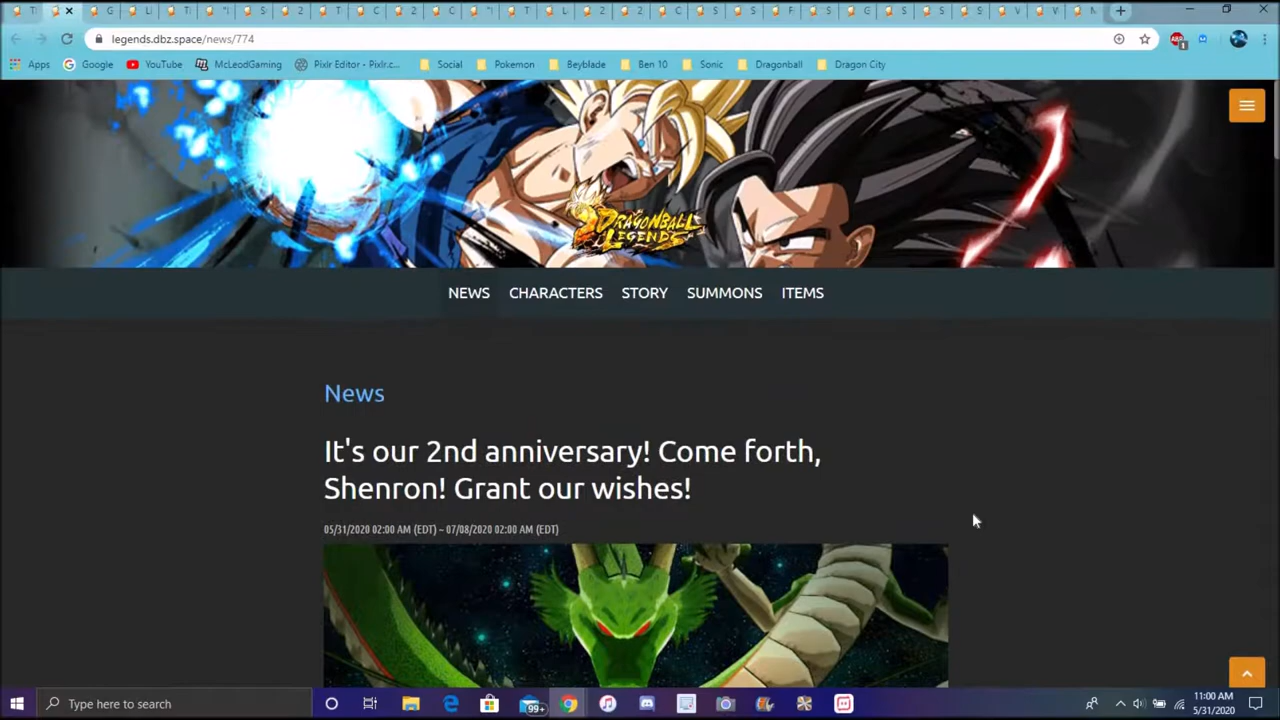 legends.dbz.space/news/774
Apps Google YouTube McLeodGaming Pixlr Editor - Pixlr.c... Social Pokemon Beyblade Ben 10 Sonic Dragonball Dragon City
DRAGONBALL
LEGENDS
NEWS CHARACTERS STORY SUMMONS ITEMS
News
It's our 2nd anniversary! Come forth,
Shenron! Grant our wishes!
05/31/2020 02:00 AM (EDT) ~ 07/08/2020 02:00 AM (EDT)
Type here to search
99+
11:00 AM
5/31/2020